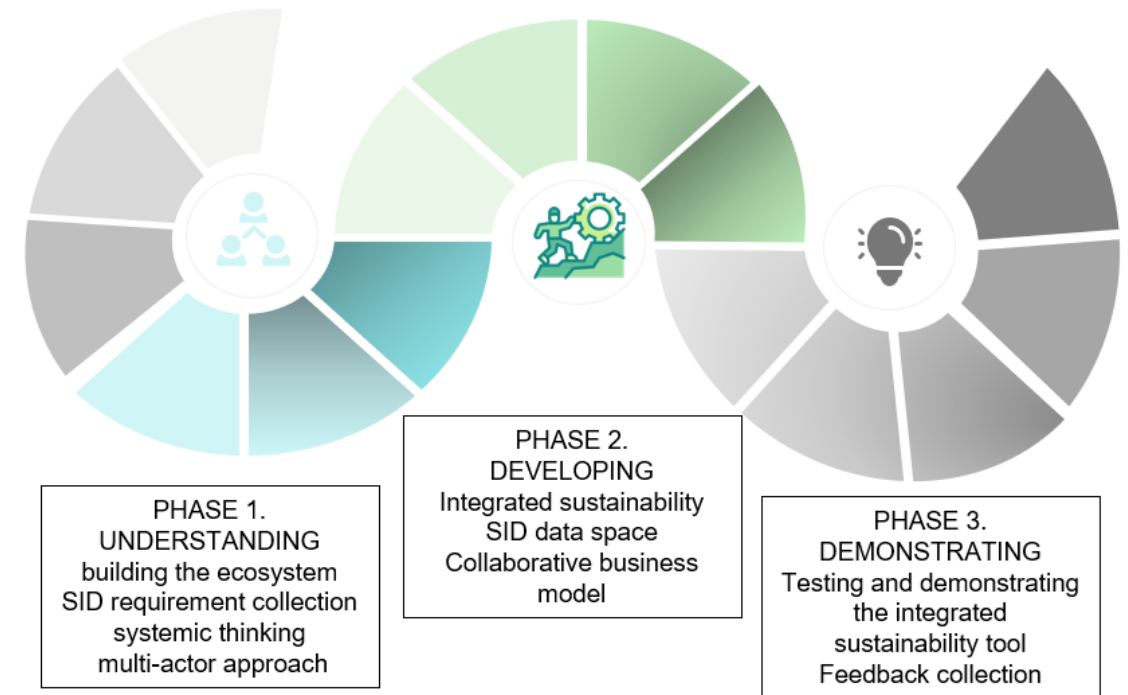 PHASE 1.
UNDERSTANDING
building the ecosystem
SID requirement collection
systemic thinking
multi-actor approach
PHASE 2.
DEVELOPING
Integrated sustainability
SID data space
Collaborative business
model
PHASE 3.
DEMONSTRATING
Testing and demonstrating
the integrated
sustainability tool
Feedback collection